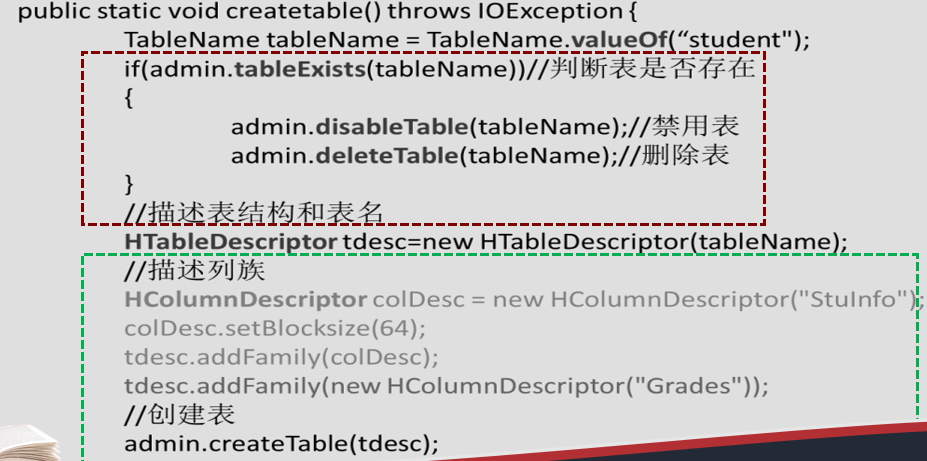 public static void createtable() throws IOException {
TableName tableName = TableName.valueOf(“student");
if(admin.tableExists(tableName))//判断表是否存在
{
admin.disableTable(tableName);//禁用表
admin.deleteTable(tableName);//删除表
}
//描述表结构和表名
HTableDescriptor tdesc=new HTableDescriptor(tableName);
//描述列族
HColumnDescriptor colDesc = new HColumnDescriptor("StuInfo");
colDesc.setBlocksize(64);
tdesc.addFamily(colDesc);
tdesc.addFamily(new HColumnDescriptor("Grades"));
//创建表
admin.createTable(tdesc);